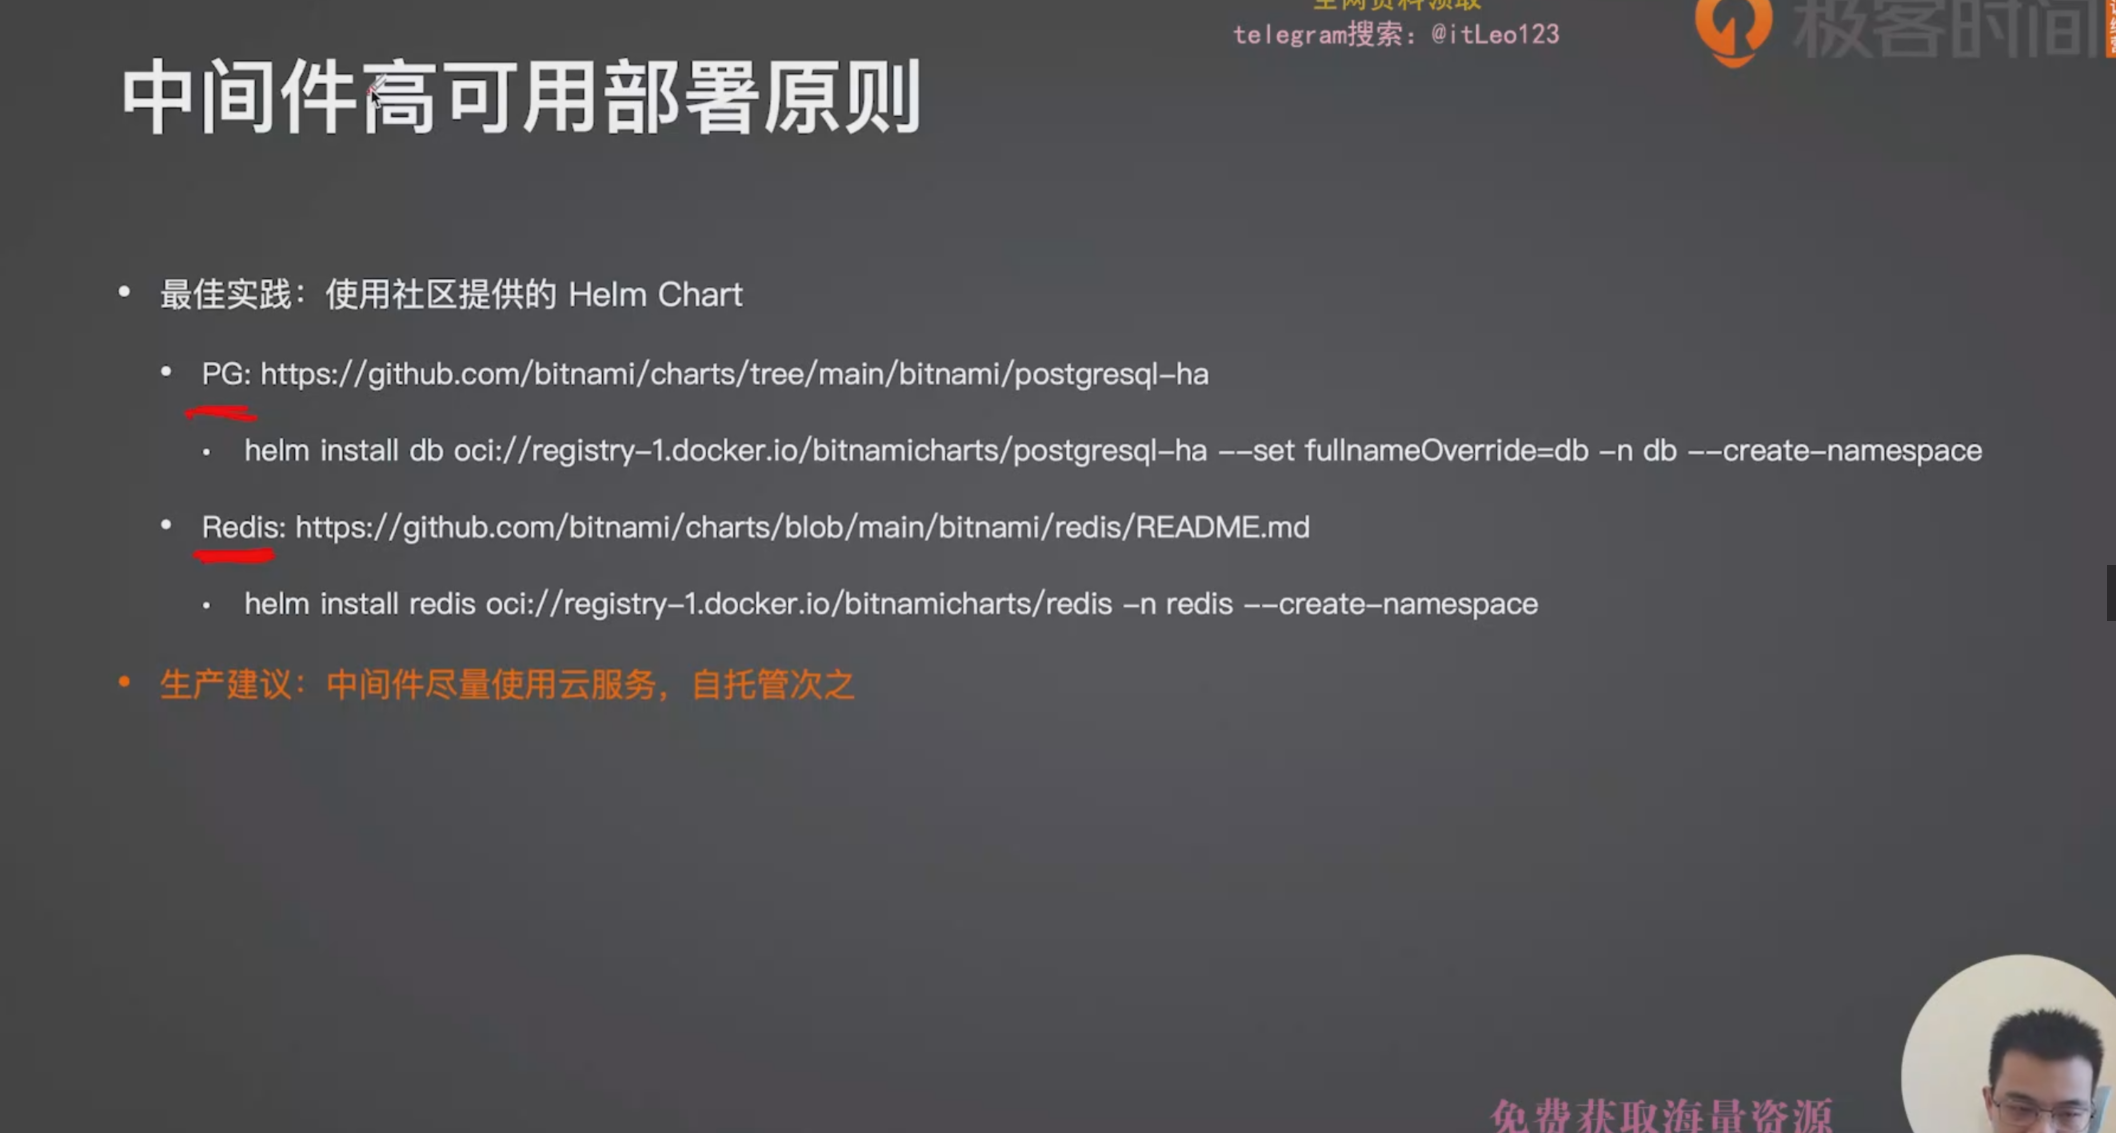 全网资料领取
telegram搜索：@itLeo123
极客时间
中间件高可用部署原则
• 最佳实践：使用社区提供的 Helm Chart
• PG: https://github.com/bitnami/charts/tree/main/bitnami/postgresql-ha
• helm install db oci://registry-1.docker.io/bitnamicharts/postgresql-ha --set fullnameOverride=db -n db --create-namespace
• Redis: https://github.com/bitnami/charts/blob/main/bitnami/redis/README.md
• helm install redis oci://registry-1.docker.io/bitnamicharts/redis -n redis --create-namespace
• 生产建议：中间件尽量使用云服务，自托管次之
免费获取海量资源